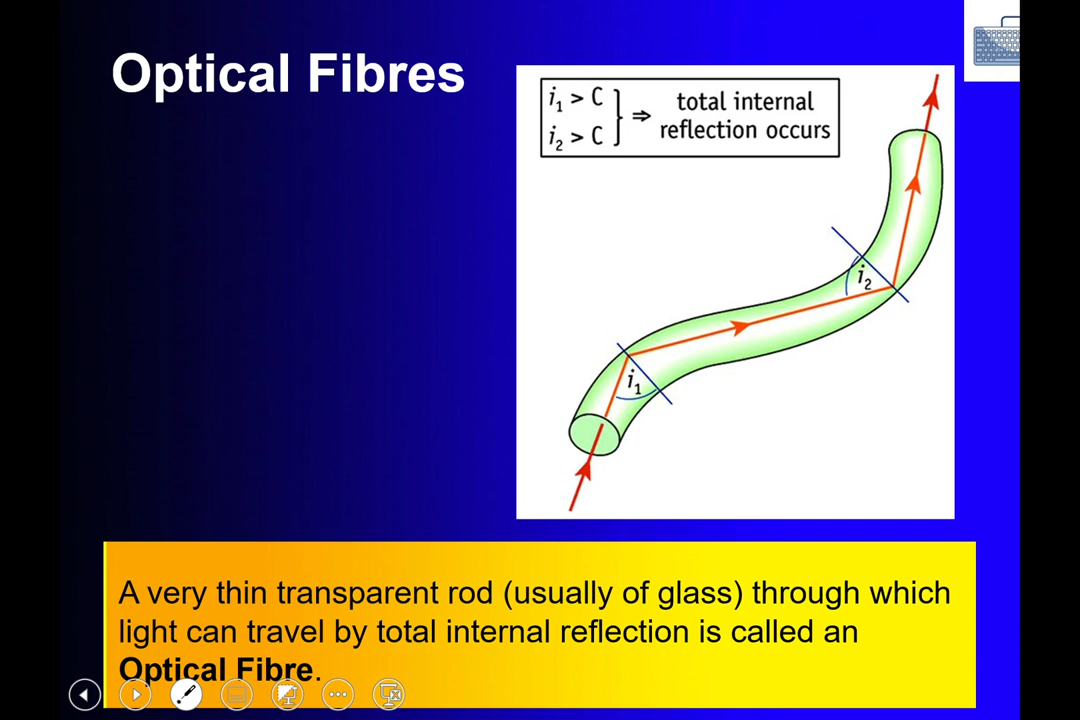 Optical Fibres
i₁ > C
i₂ > C
} ⇒ total internal
reflection occurs
i₂
i₁
A very thin transparent rod (usually of glass) through which
light can travel by total internal reflection is called an
Optical Fibre.